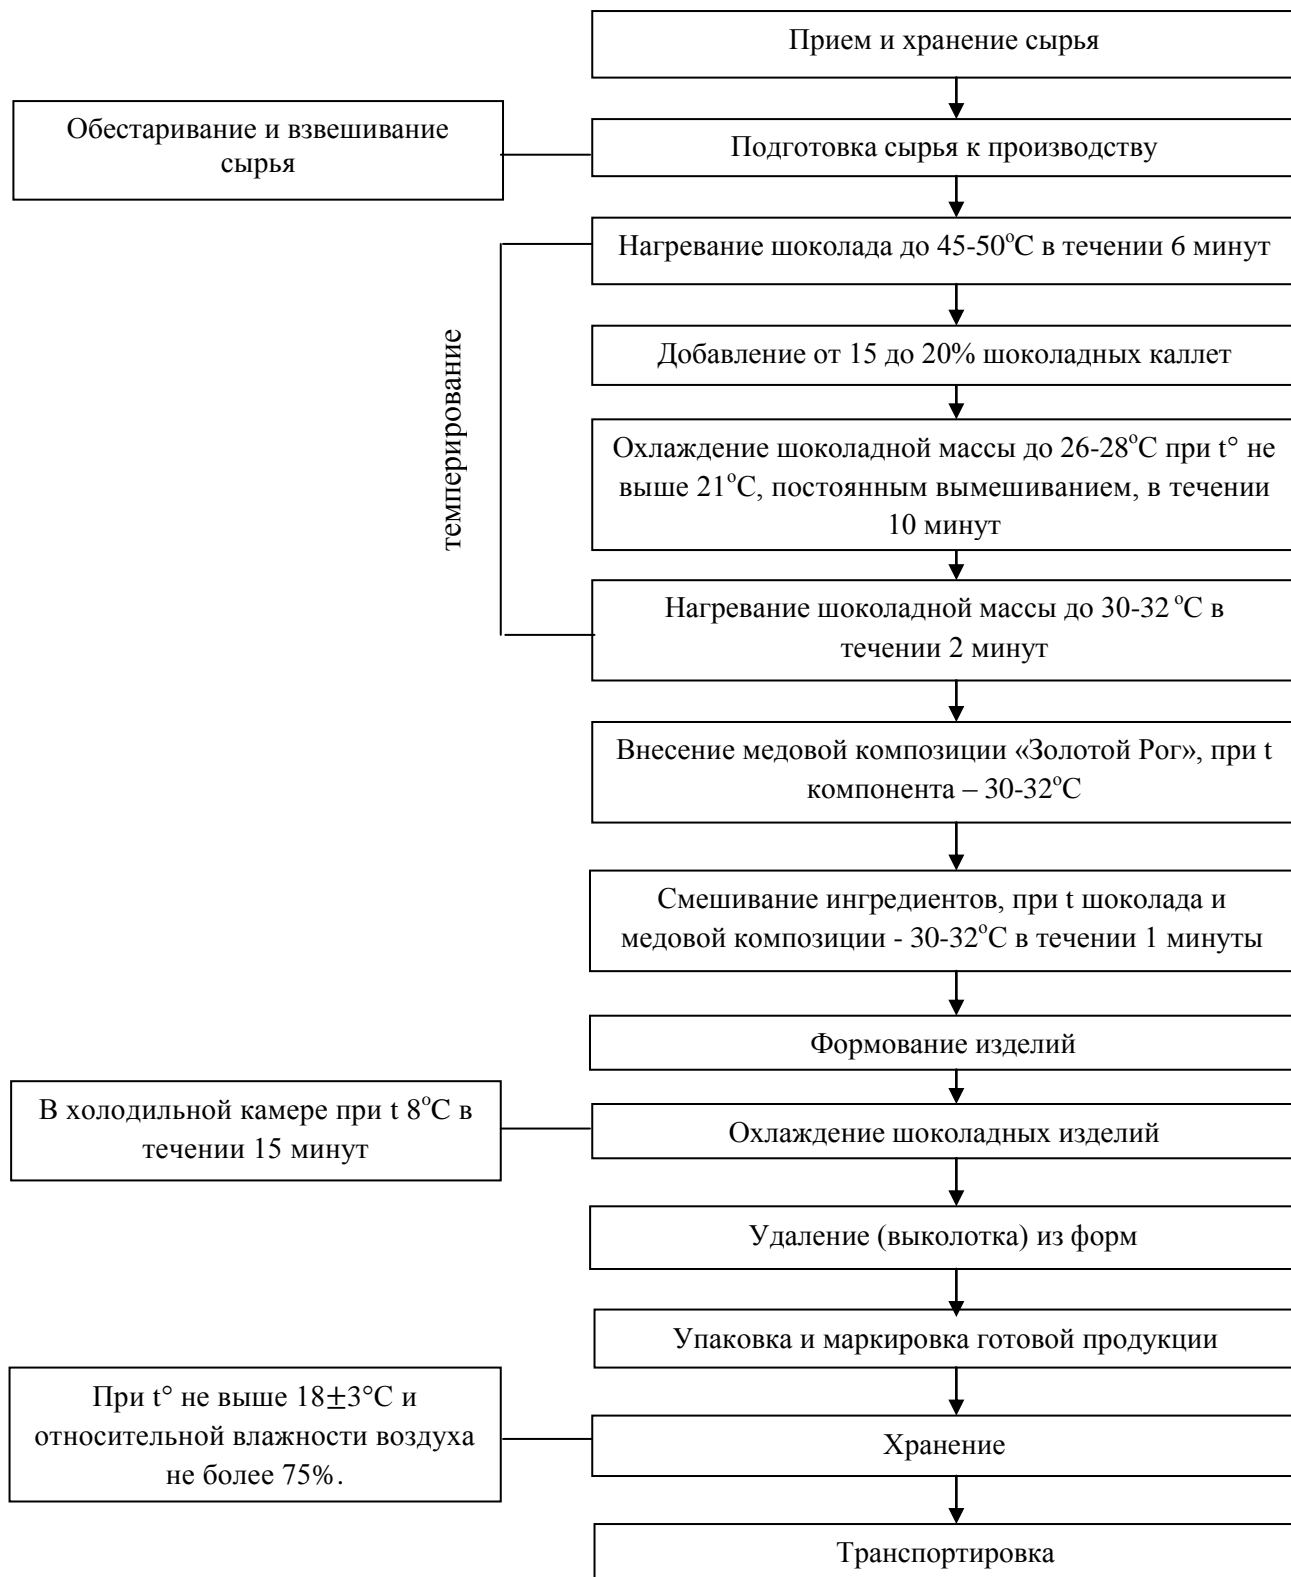 Прием и хранение сырья
Обестаривание и взвешивание
сырья
Подготовка сырья к производству
Нагревание шоколада до 45-50°С в течении 6 минут
темперирование
Добавление от 15 до 20% шоколадных каллет
Охлаждение шоколадной массы до 26-28°С при t° не
выше 21°С, постоянным вымешиванием, в течении
10 минут
Нагревание шоколадной массы до 30-32 °С в
течении 2 минут
Внесение медовой композиции «Золотой Рог», при t
компонента – 30-32°С
Смешивание ингредиентов, при t шоколада и
медовой композиции - 30-32°С в течении 1 минуты
Формование изделий
В холодильной камере при t 8°С в
течении 15 минут
Охлаждение шоколадных изделий
Удаление (выколотка) из форм
Упаковка и маркировка готовой продукции
При t° не выше 18±3°С и
относительной влажности воздуха
не более 75%.
Хранение
Транспортировка